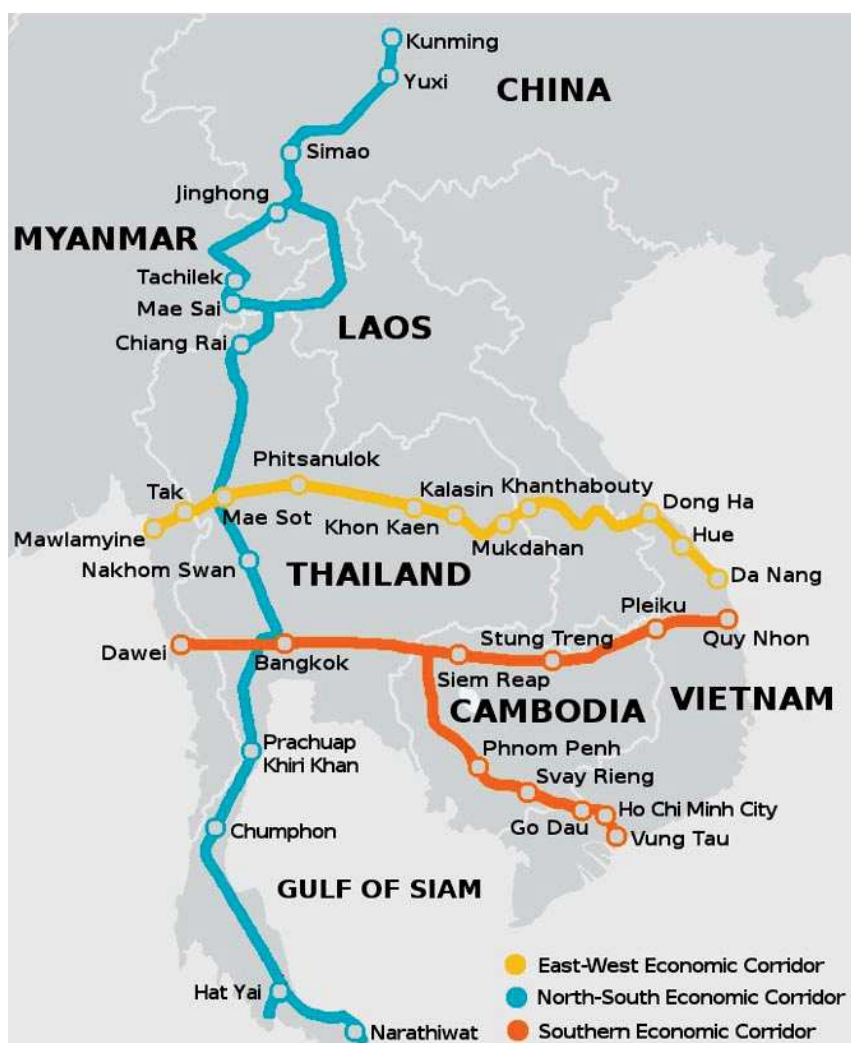 Kunming
Yuxi
CHINA
Simao
Jinghong
MYANMAR
Tachilek
Mae Sai
LAOS
Chiang Rai
Phitsanulok
Tak
Kalasin
Khanthabouty
Dong Ha
Mae Sot
Khon Kaen
Mawlamyine
Mukdahan
Hue
Nakhom Swan
THAILAND
Da Nang
Pleiku
Stung Treng
Quy Nhon
Dawei
Bangkok
Siem Reap
VIETNAM
CAMBODIA
Prachuap
Khiri Khan
Phnom Penh
Svay Rieng
Ho Chi Minh City
Go Dau
Chumphon
Vung Tau
GULF OF SIAM
East-West Economic Corridor
Hat Yai
North-South Economic Corridor
Narathiwat
Southern Economic Corridor